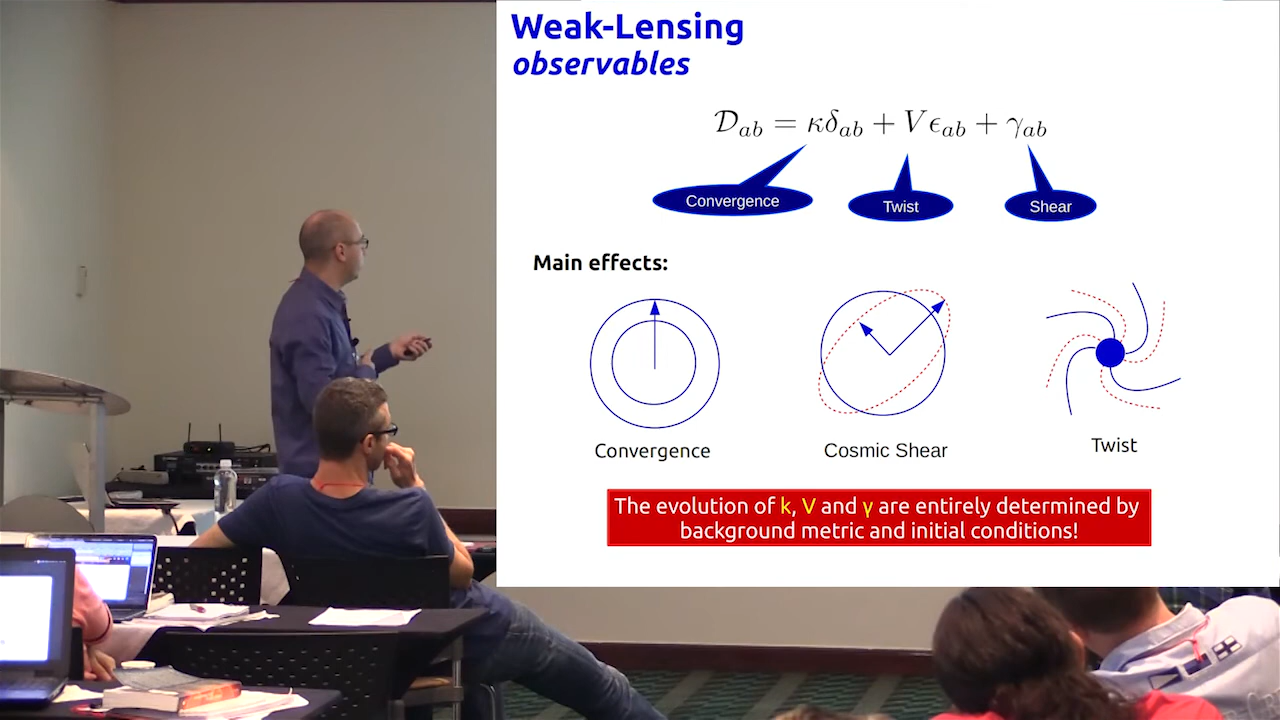 Weak-Lensing
observables
𝒟ab = κδab + Vϵab + γab
Convergence
Twist
Shear
Main effects:
Convergence
Cosmic Shear
Twist
The evolution of k, V and γ are entirely determined by
background metric and initial conditions!